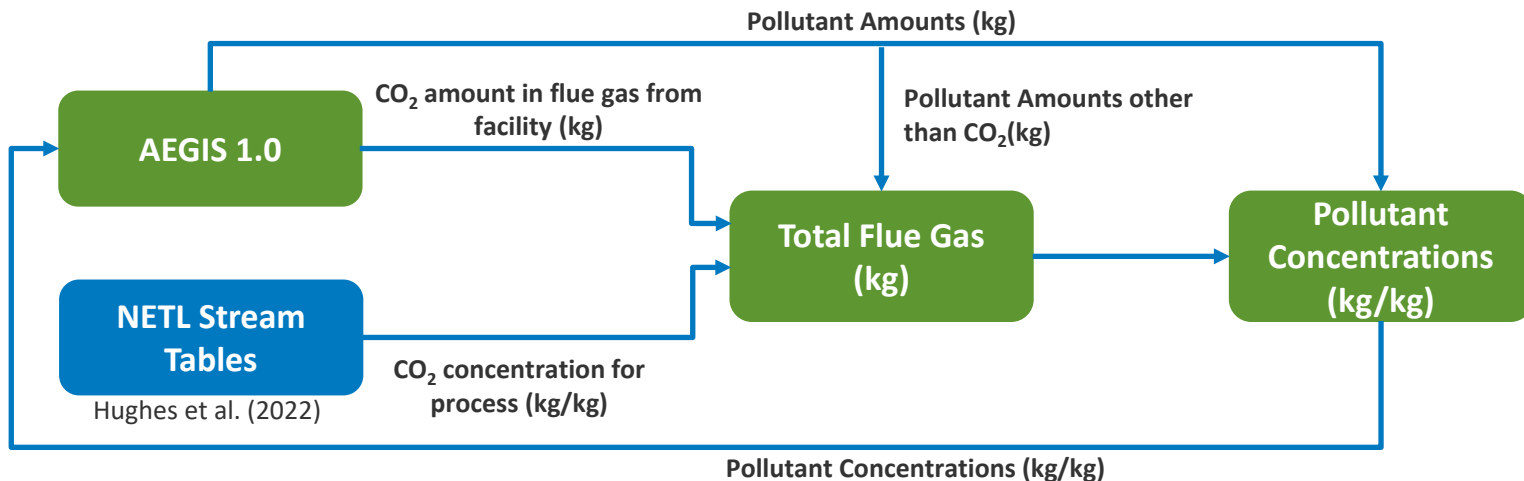 Pollutant Amounts (kg)
CO₂ amount in flue gas from
facility (kg)
Pollutant Amounts other
than CO₂(kg)
AEGIS 1.0
Total Flue Gas
(kg)
Pollutant
Concentrations
(kg/kg)
NETL Stream
Tables
CO₂ concentration for
process (kg/kg)
Hughes et al. (2022)
Pollutant Concentrations (kg/kg)